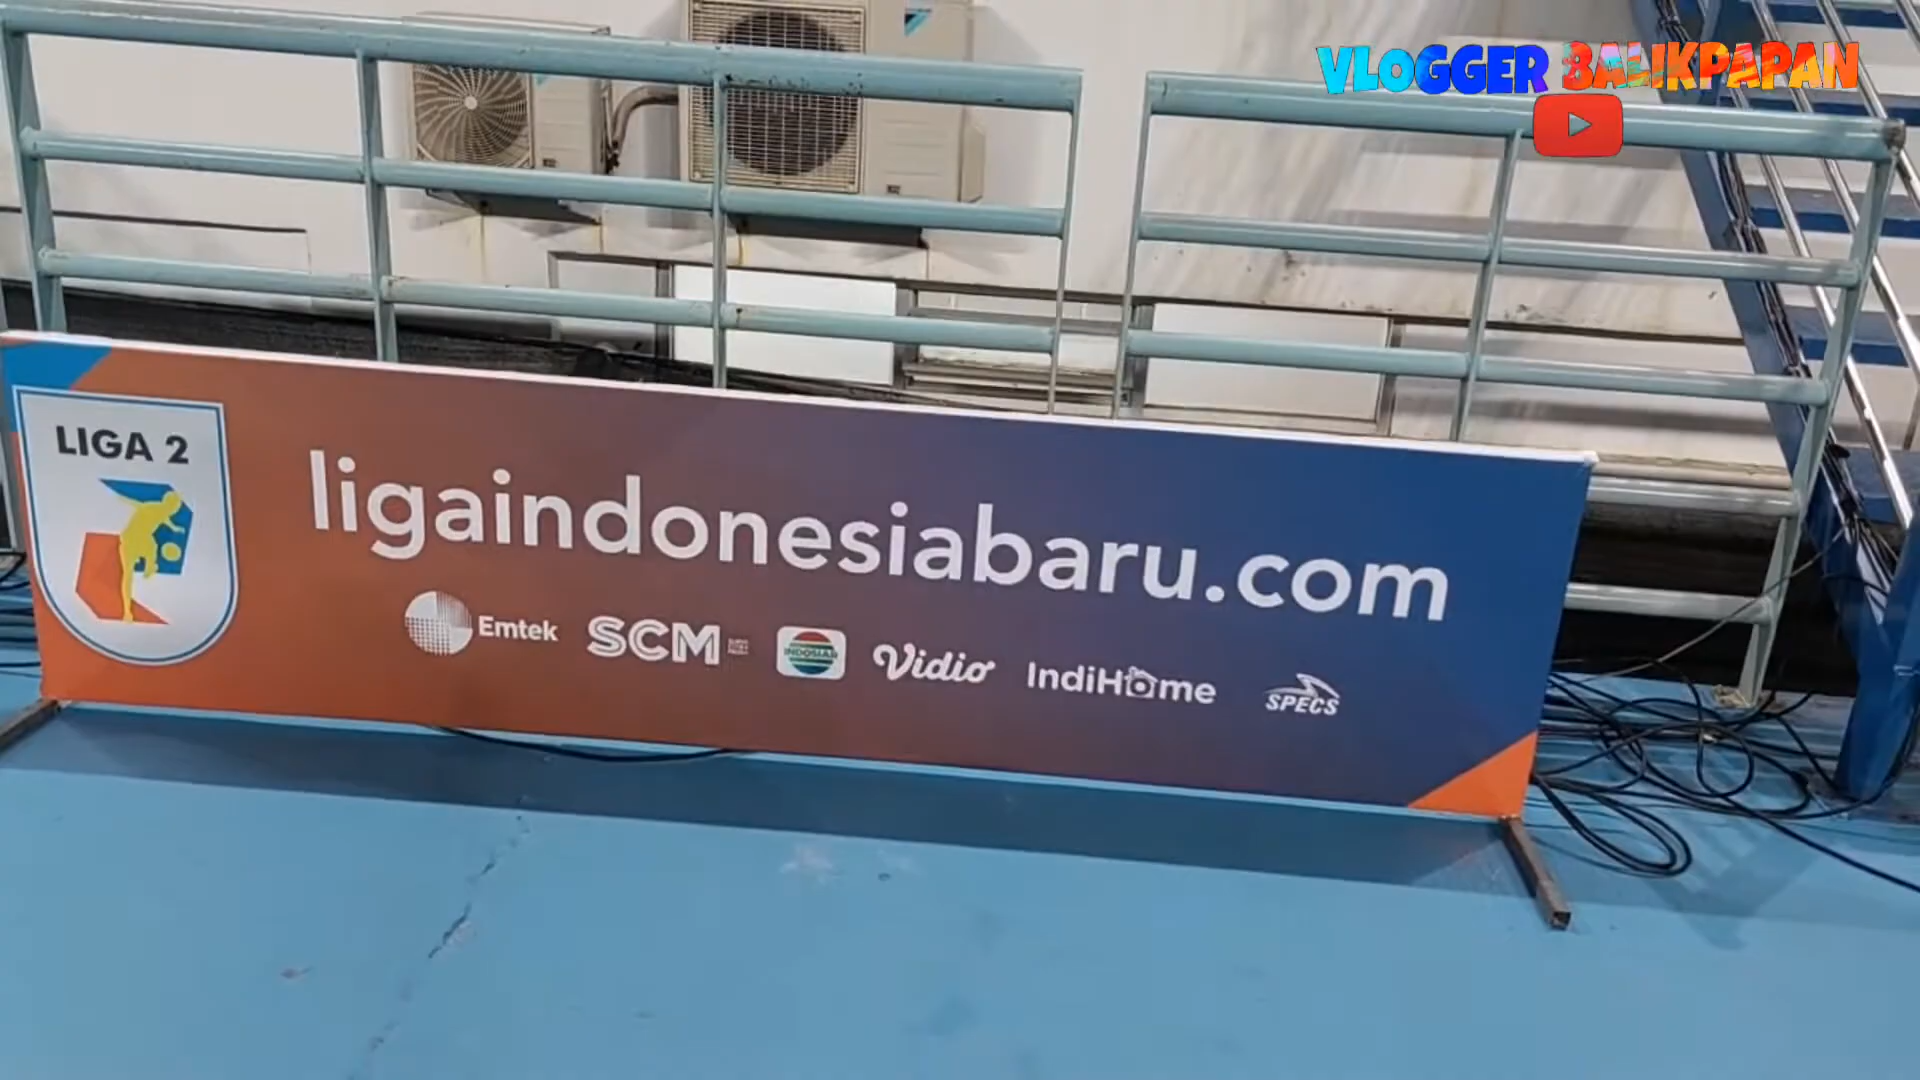 VLOGGER BALIKPAPAN
LIGA 2
ligaindonesiabaru.com
Emtek
SCM
INDOSIAR
Vidio
IndiHome
SPECS